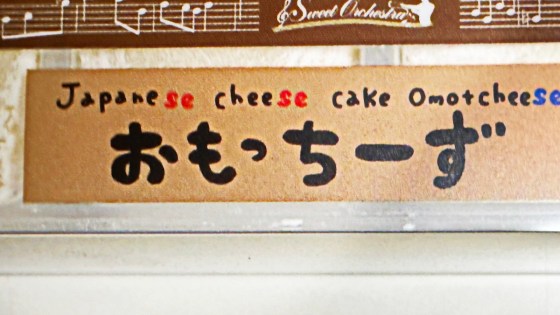 Sweet Orchestra
Japanese cheese cake Omotcheese
おもっちーず